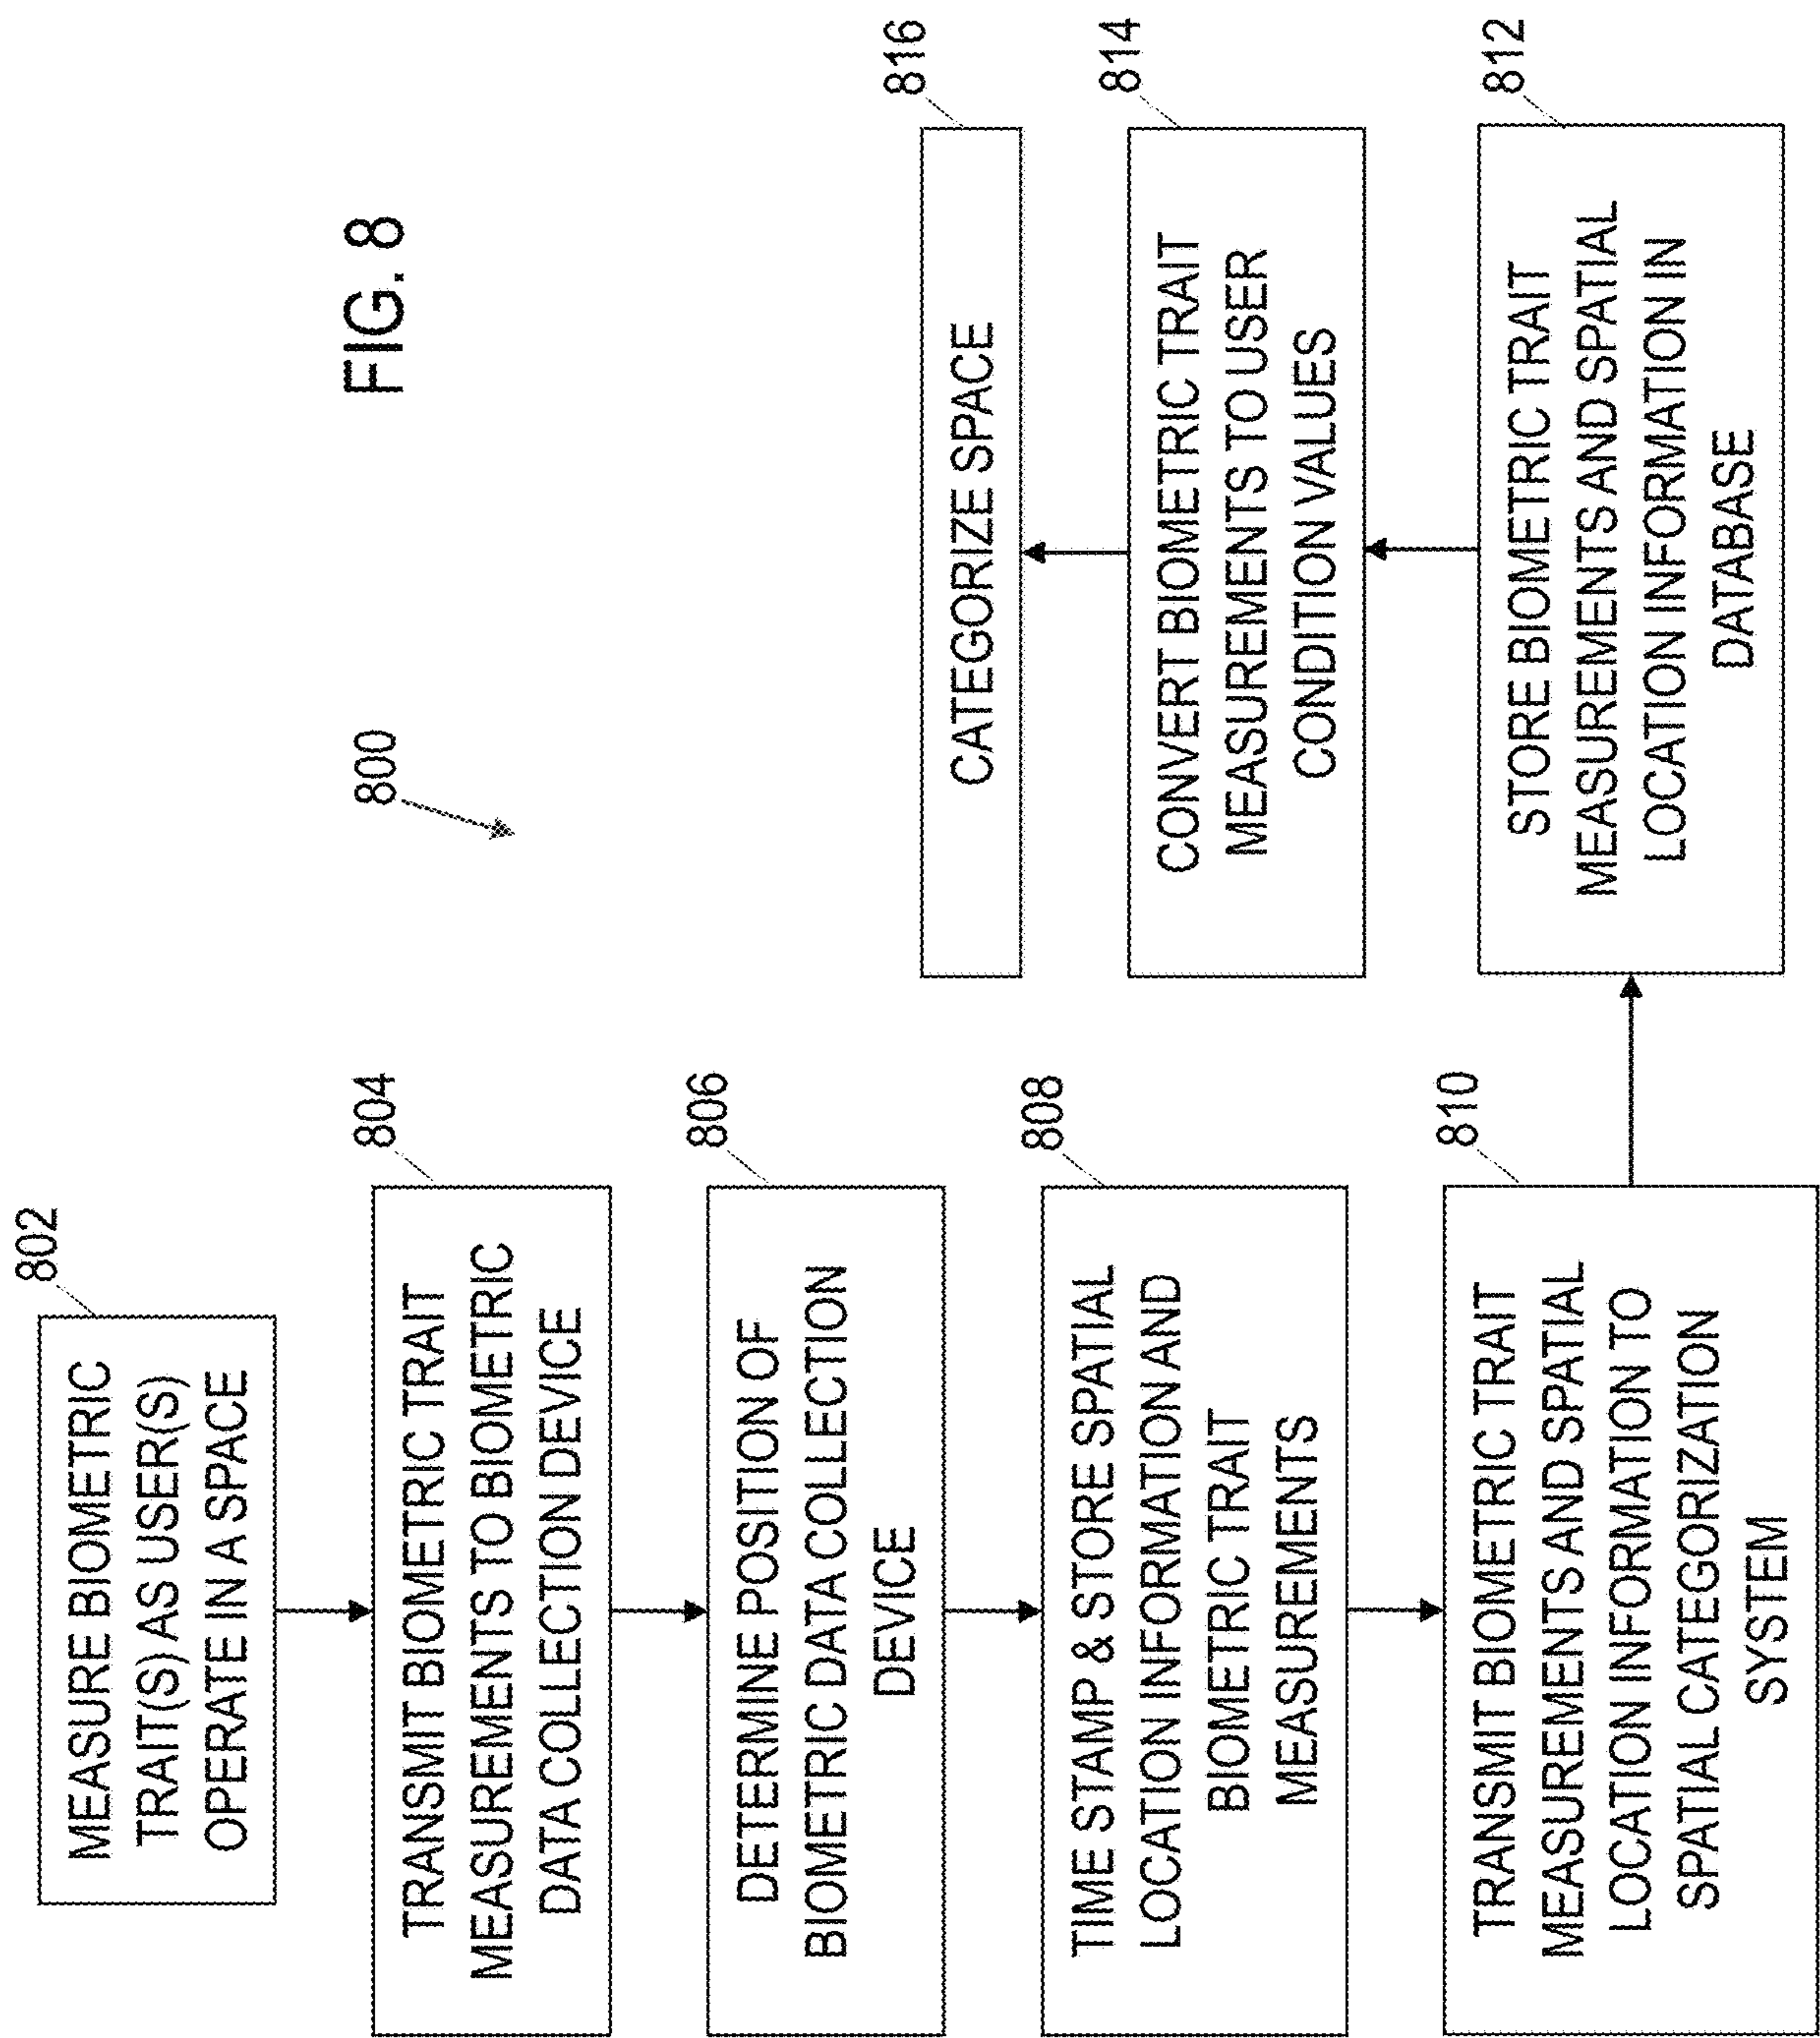 FIG. 8
800
802
MEASURE BIOMETRIC
TRAIT(S) AS USER(S)
OPERATE IN A SPACE
804
TRANSMIT BIOMETRIC TRAIT
MEASUREMENTS TO BIOMETRIC
DATA COLLECTION DEVICE
806
DETERMINE POSITION OF
BIOMETRIC DATA COLLECTION
DEVICE
808
TIME STAMP & STORE SPATIAL
LOCATION INFORMATION AND
BIOMETRIC TRAIT
MEASUREMENTS
810
TRANSMIT BIOMETRIC TRAIT
MEASUREMENTS AND SPATIAL
LOCATION INFORMATION TO
SPATIAL CATEGORIZATION
SYSTEM
812
STORE BIOMETRIC TRAIT
MEASUREMENTS AND SPATIAL
LOCATION INFORMATION IN
DATABASE
814
CONVERT BIOMETRIC TRAIT
MEASUREMENTS TO USER
CONDITION VALUES
816
CATEGORIZE SPACE